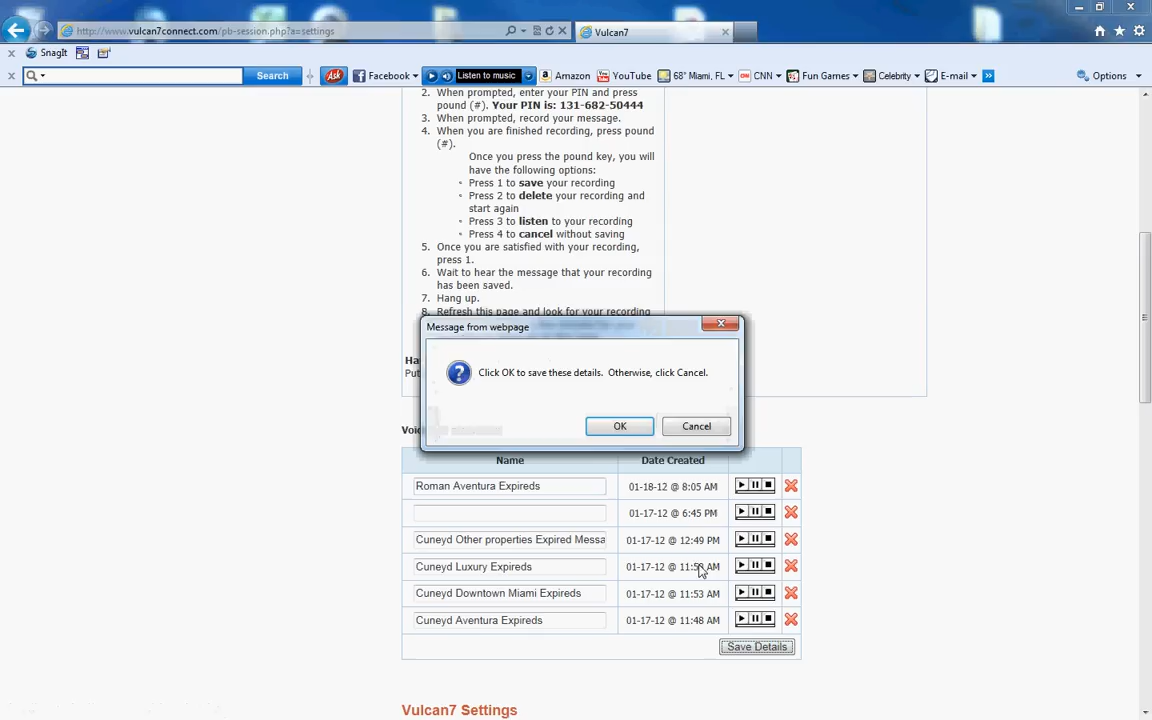 http://www.vulcan7connect.com/pb-session.php?a=settings
Vulcan7
SnagIt
Search
Ask
Facebook
Listen to music
Amazon
YouTube
68° Miami, FL
CNN
Fun Games
Celebrity
E-mail
Options
2. When prompted, enter your PIN and press
pound (#). Your PIN is: 131-682-50444
3. When prompted, record your message.
4. When you are finished recording, press pound
(#).
Once you press the pound key, you will
have the following options:
Press 1 to save your recording
Press 2 to delete your recording and
start again
Press 3 to listen to your recording
Press 4 to cancel without saving
5. Once you are satisfied with your recording,
press 1.
6. Wait to hear the message that your recording
has been saved.
7. Hang up.
8. Refresh this page and look for your recording
Message from webpage
Click OK to save these details. Otherwise, click Cancel.
OK
Cancel
Ha
Put
Voic
Name
Date Created
Roman Aventura Expireds
01-18-12 @ 8:05 AM
01-17-12 @ 6:45 PM
Cuneyd Other properties Expired Messa
01-17-12 @ 12:49 PM
Cuneyd Luxury Expireds
01-17-12 @ AM
Cuneyd Downtown Miami Expireds
01-17-12 @ 11:53 AM
Cuneyd Aventura Expireds
01-17-12 @ 11:48 AM
Save Details
Vulcan7 Settings